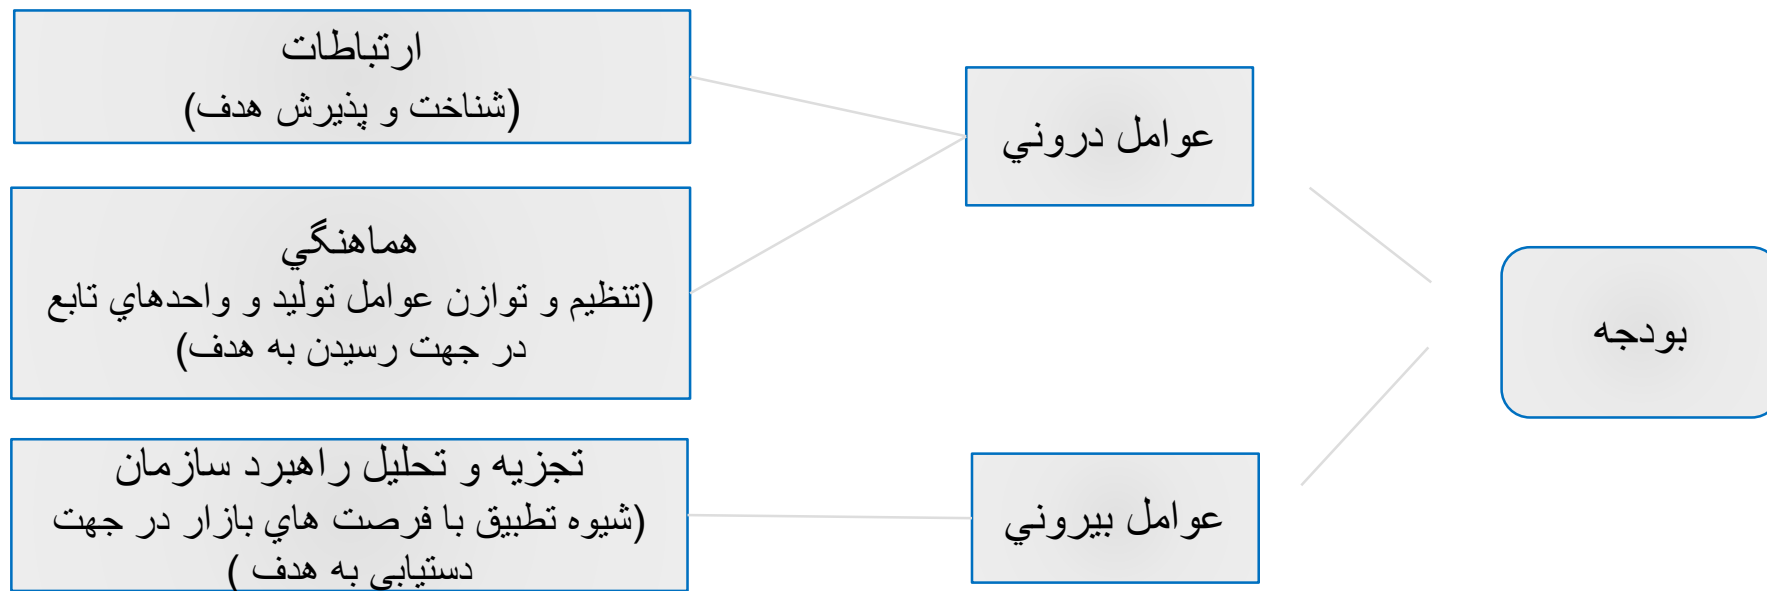 بودجه
عوامل دروني
ارتباطات
(شناخت و پذيرش هدف)
هماهنگي
(تنظيم و توازن عوامل توليد و واحدهاي تابع
در جهت رسيدن به هدف)
عوامل بيروني
تجزيه و تحليل راهبرد سازمان
(شيوه تطبيق با فرصت هاي بازار در جهت
دستيابي به هدف )